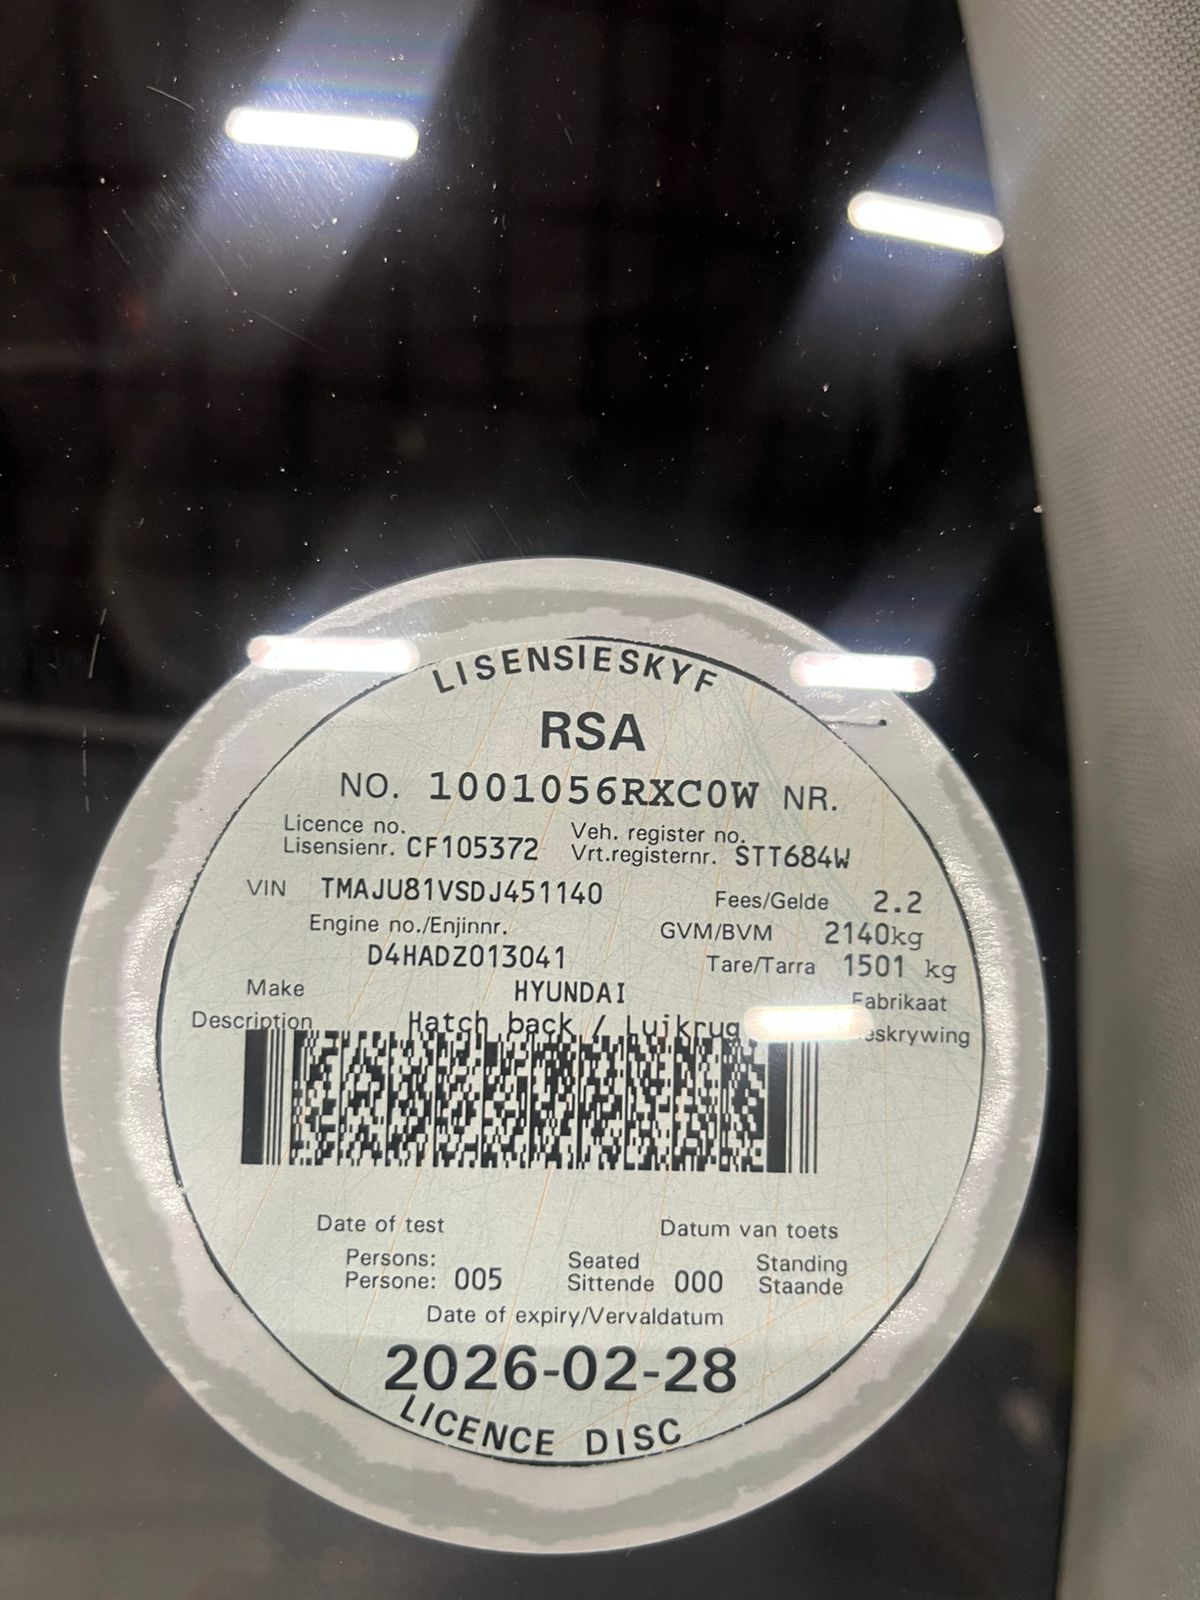 LISENSIESKYF
RSA
NO. 1001056RXC0W NR.
Licence no. Veh. register no.
Lisensienr. CF105372 Vrt.registernr. STT684W
VIN TMAJU81VSDJ451140 Fees/Gelde 2.2
Engine no./Enjinnr. GVM/BVM 2140kg
D4HADZ013041 Tare/Tarra 1501 kg
Make HYUNDAI Fabrikaat
Description Hatch back / Luikrug
Date of test Datum van toets
Persons: Seated Standing
Persone: 005 Sittende 000 Staande
Date of expiry/Vervaldatum
2026-02-28
LICENCE DISC